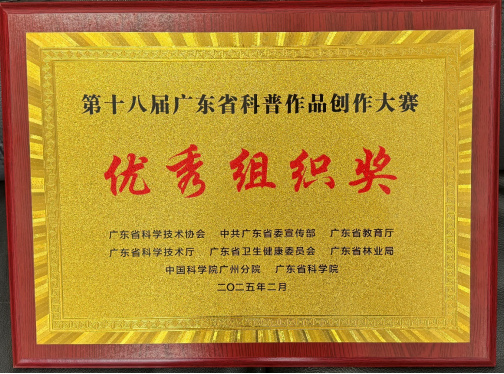 第十八届广东省科普作品创作大赛
优秀组织奖
广东省科学技术协会 中共广东省委宣传部 广东省教育厅
广东省科学技术厅 广东省卫生健康委员会 广东省林业局
中国科学院广州分院 广东省科学院
二〇二五年二月